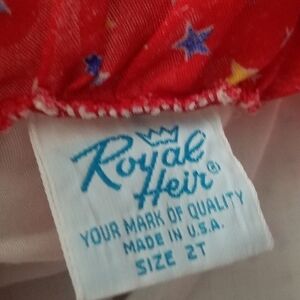 Royal
Heir®
YOUR MARK OF QUALITY
MADE IN U.S.A.
SIZE 2T